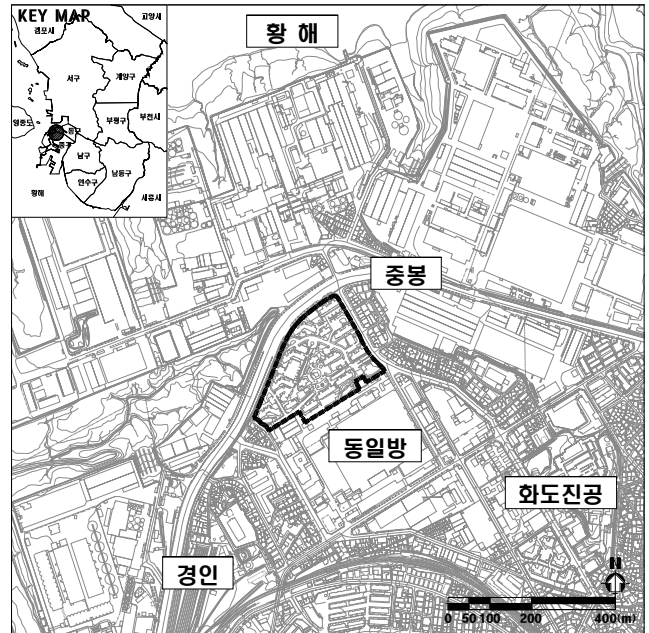 KEY MAP
김포시
고양시
서구
계양구
부평구
부천시
영종도
동구
중구
남구
남동구
연수구
황해
시흥시
황 해
중봉
동일방
화도진공
경인
N
0 50 100 200 400(m)